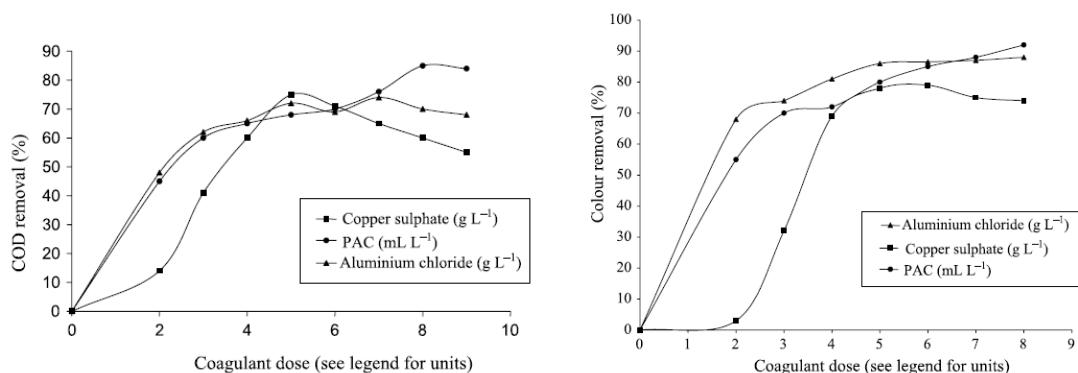 90
80
70
60
50
40
30
20
10
0
COD removal (%)
0 2 4 6 8 10
Coagulant dose (see legend for units)
Copper sulphate (g L⁻¹)
PAC (mL L⁻¹)
Aluminium chloride (g L⁻¹)
100
90
80
70
60
50
40
30
20
10
0
Colour removal (%)
0 1 2 3 4 5 6 7 8 9
Coagulant dose (see legend for units)
Aluminium chloride (g L⁻¹)
Copper sulphate (g L⁻¹)
PAC (mL L⁻¹)